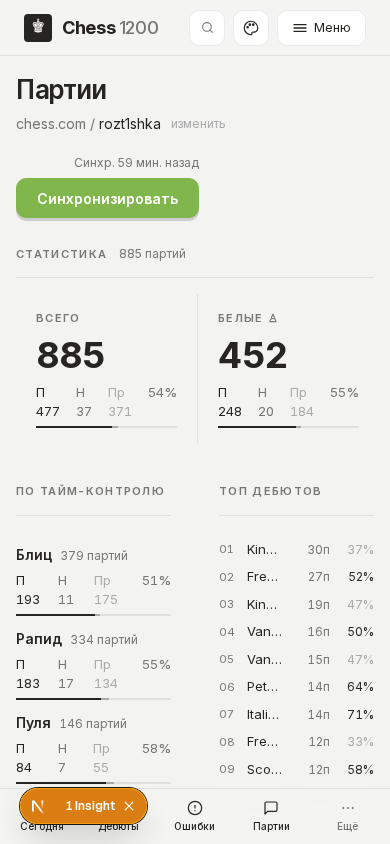 Chess 1200
Меню
Партии
chess.com / rozt1shka изменить
Синхр. 59 мин. назад
Синхронизировать
СТАТИСТИКА 885 партий
ВСЕГО
885
П Н Пр 54%
477 37 371
БЕЛЫЕ ♙
452
П Н Пр 55%
248 20 184
ПО ТАЙМ-КОНТРОЛЮ
Блиц 379 партий
П Н Пр 51%
193 11 175
Рапид 334 партий
П Н Пр 55%
183 17 134
Пуля 146 партий
П Н Пр 58%
84 7 55
ТОП ДЕБЮТОВ
01 Kin... 30п 37%
02 Fre... 27п 52%
03 Kin... 19п 47%
04 Van... 16п 50%
05 Van... 15п 47%
06 Pet... 14п 64%
07 Itali... 14п 71%
08 Fre... 12п 33%
09 Sco... 12п 58%
N 1 Insight
Сегодня Дебюты Ошибки Партии Ещё